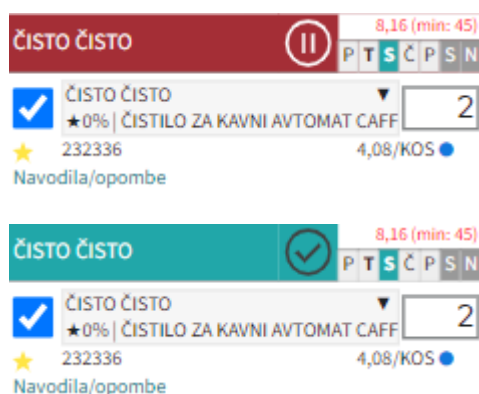 8,16 (min: 45)
ČISTO ČISTO
P T S Č P S N
ČISTO ČISTO
★0% | ČISTILO ZA KAVNI AVTOMAT CAFF
2
232336
4,08/KOS
Navodila/opombe
8,16 (min: 45)
ČISTO ČISTO
P T S Č P S N
ČISTO ČISTO
★0% | ČISTILO ZA KAVNI AVTOMAT CAFF
2
232336
4,08/KOS
Navodila/opombe